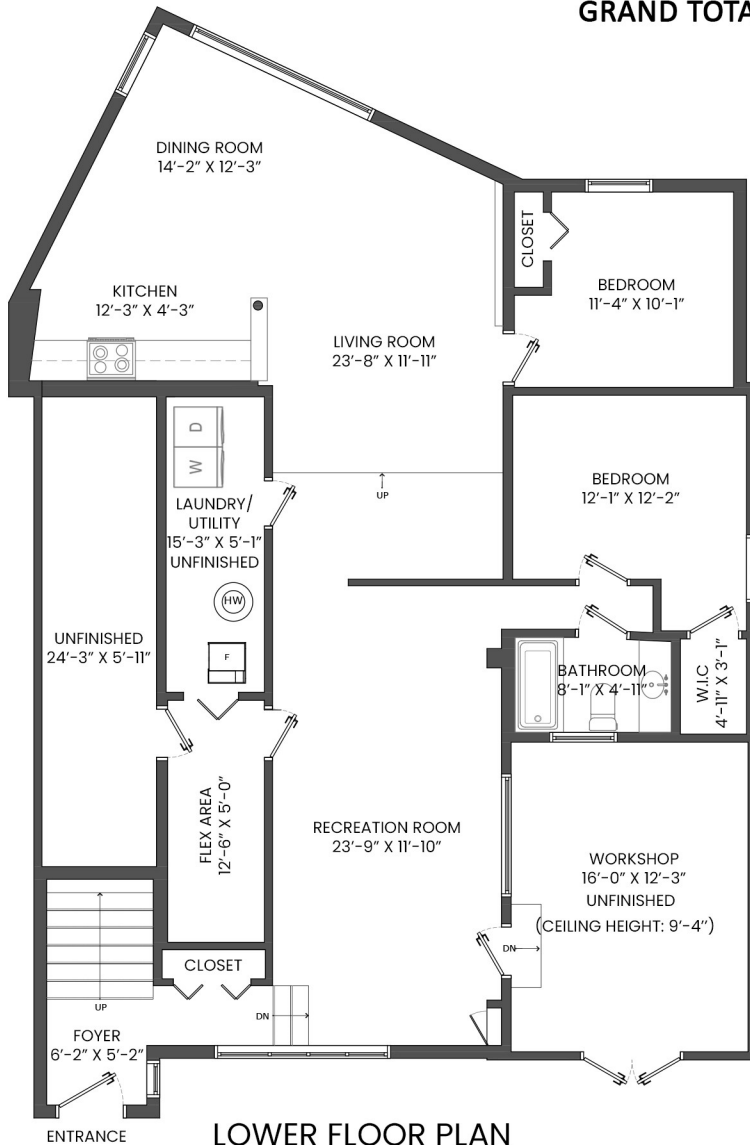 GRAND TOTA
DINING ROOM
14'-2" X 12'-3"
CLOSET
BEDROOM
11'-4" X 10'-1"
KITCHEN
12'-3" X 4'-3"
LIVING ROOM
23'-8" X 11'-11"
D
W
UP
BEDROOM
12'-1" X 12'-2"
LAUNDRY/
UTILITY
15'-3" X 5'-1"
UNFINISHED
HW
F
UNFINISHED
24'-3" X 5'-11"
BATHROOM
8'-1" X 4'-11"
W.I.C
4'-11" X 3'-1"
FLEX AREA
12'-6" X 5'-0"
RECREATION ROOM
23'-9" X 11'-10"
WORKSHOP
16'-0" X 12'-3"
UNFINISHED
(CEILING HEIGHT: 9'-4")
DN
CLOSET
UP
DN
FOYER
6'-2" X 5'-2"
ENTRANCE
LOWER FLOOR PLAN